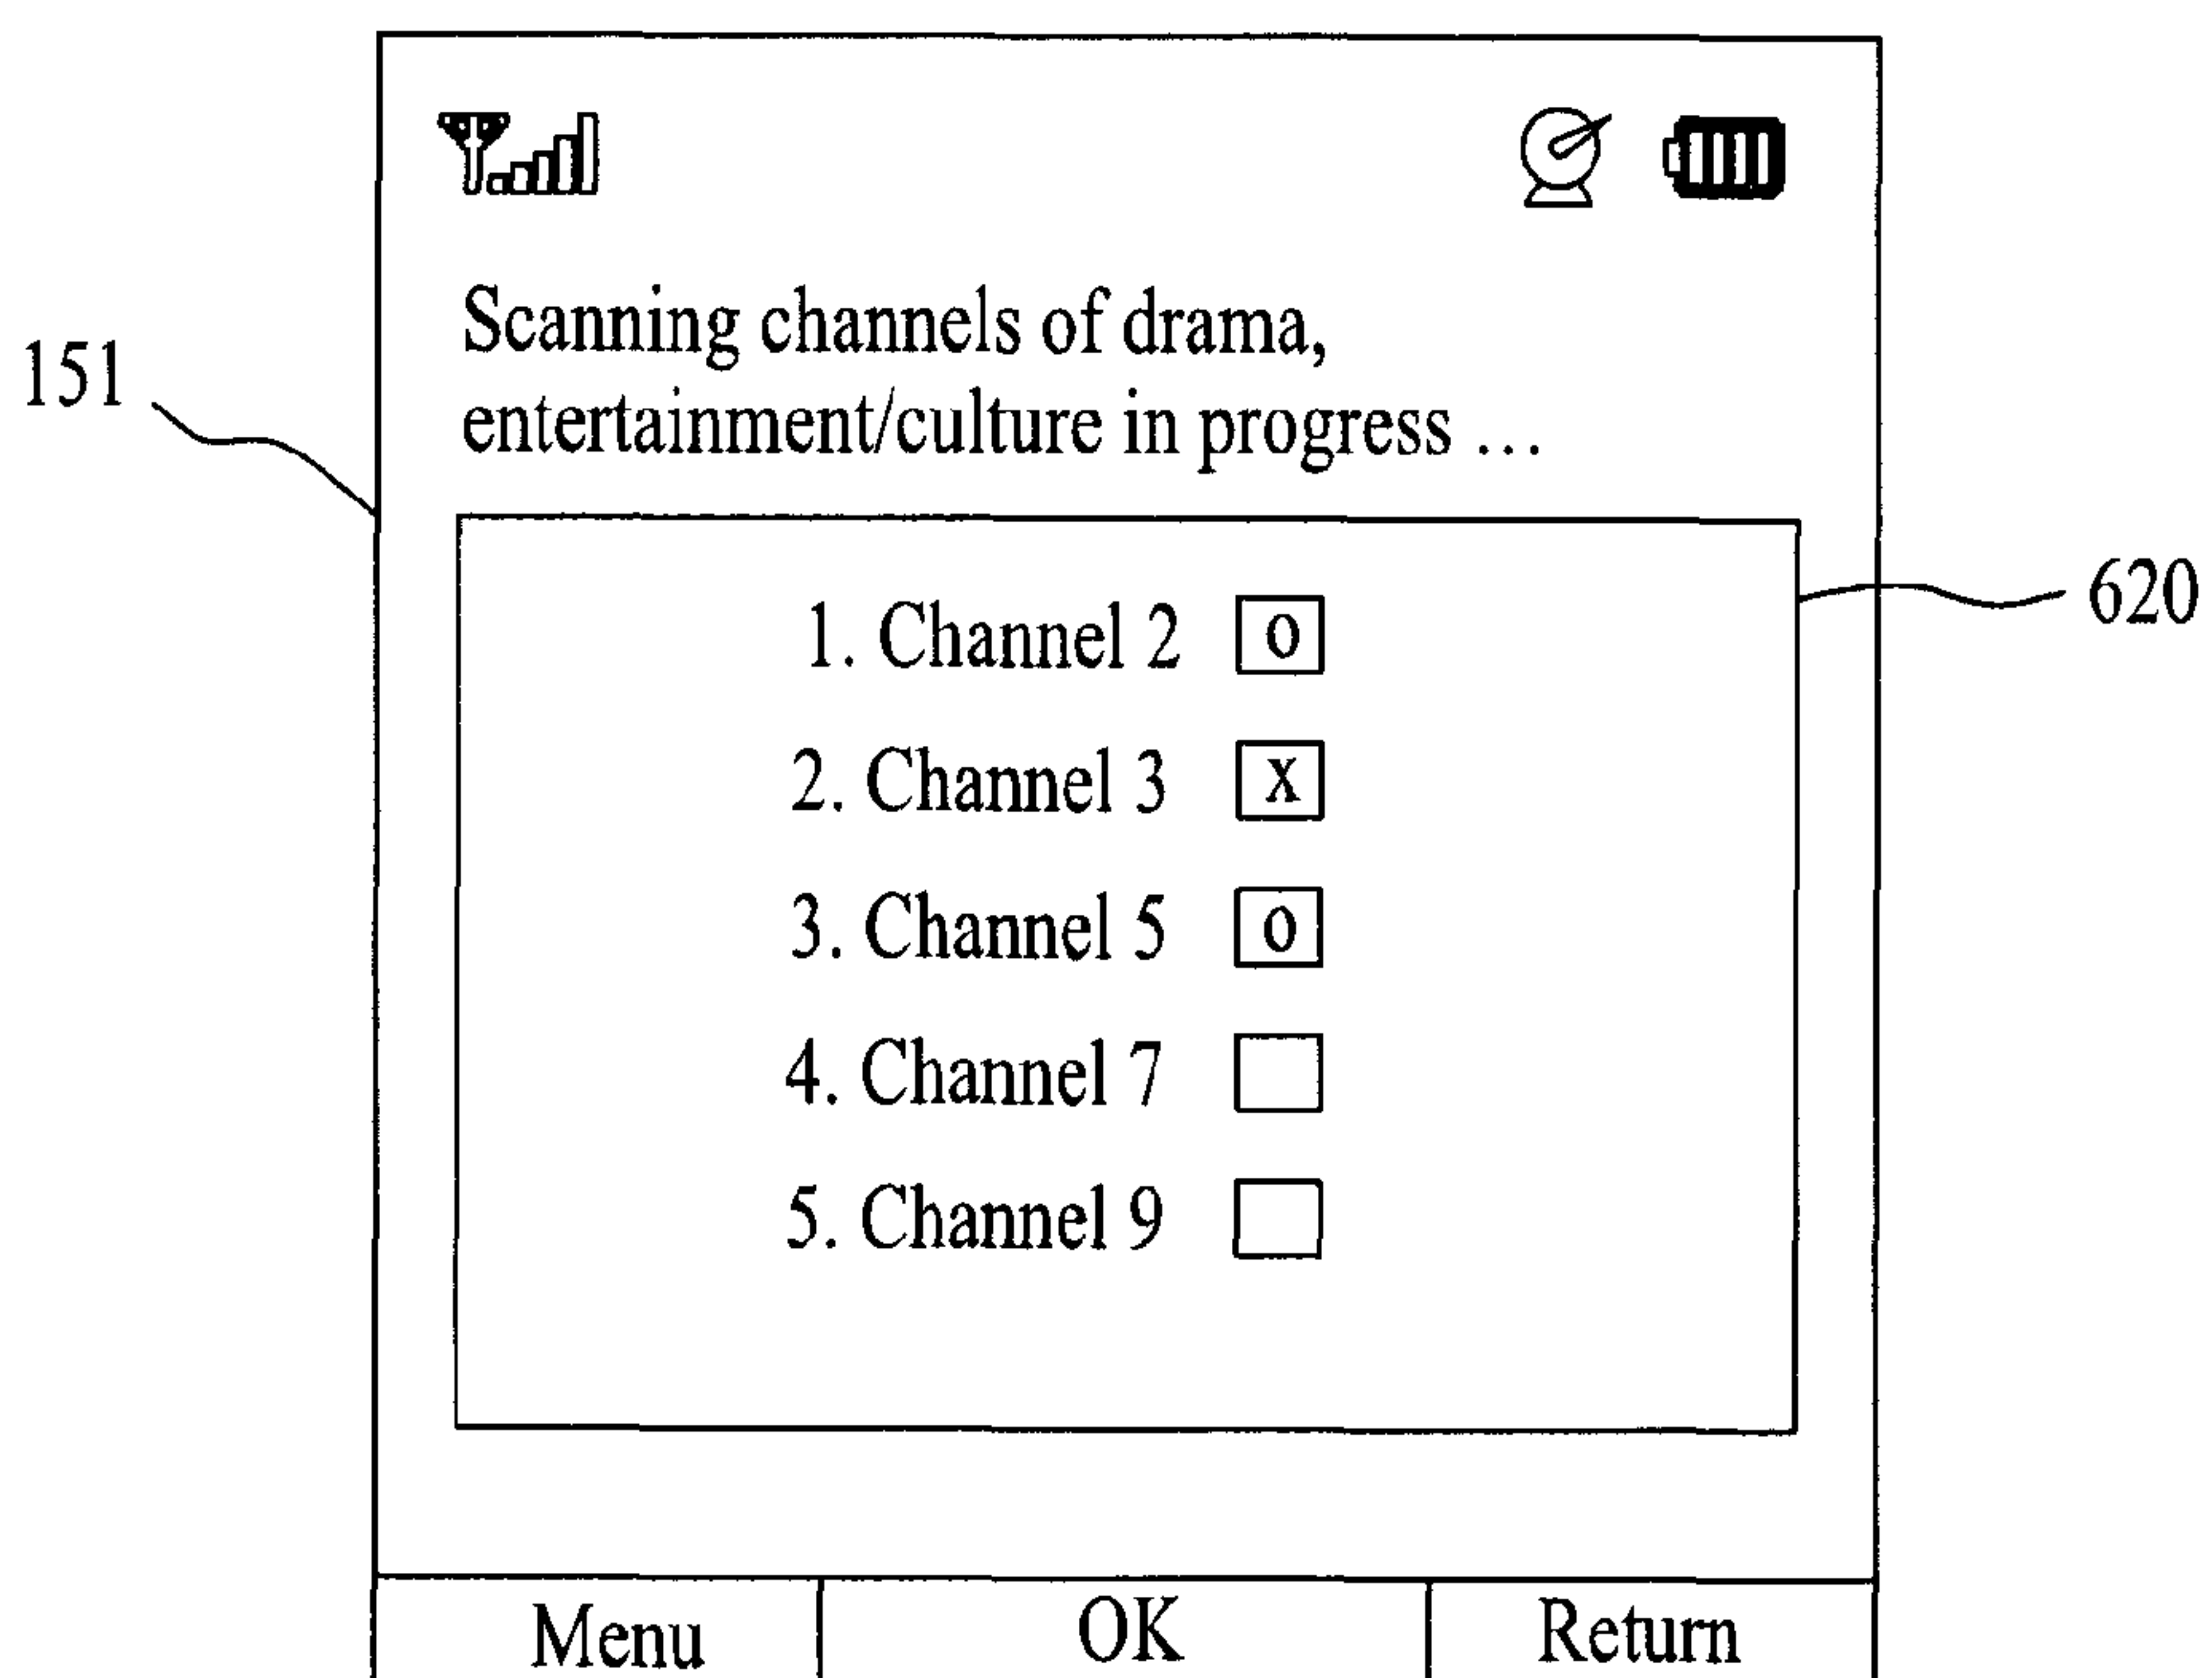 Scanning channels of drama,
entertainment/culture in progress ...
151
620
1. Channel 2 O
2. Channel 3 X
3. Channel 5 O
4. Channel 7
5. Channel 9
Menu OK Return